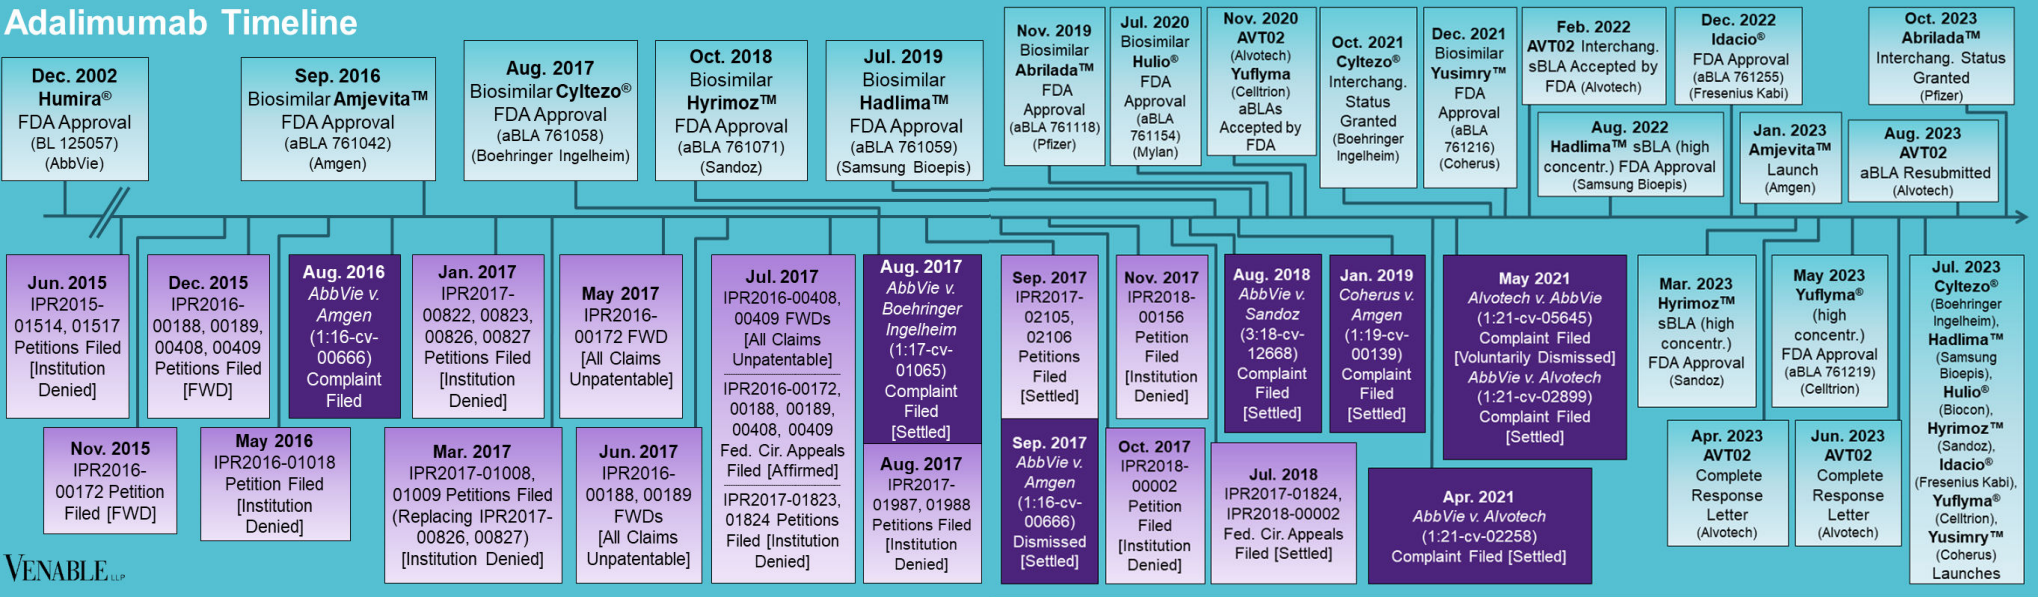 Adalimumab Timeline
Dec. 2002
Humira®
FDA Approval
(BL 125057)
(AbbVie)
Sep. 2016
Biosimilar Amjevita™
FDA Approval
(aBLA 761042)
(Amgen)
Aug. 2017
Biosimilar Cyltezo®
FDA Approval
(aBLA 761058)
(Boehringer Ingelheim)
Oct. 2018
Biosimilar
Hyrimoz™
FDA Approval
(aBLA 761071)
(Sandoz)
Jul. 2019
Biosimilar
Hadlima™
FDA Approval
(aBLA 761059)
(Samsung Bioepis)
Nov. 2019
Biosimilar
Abrilada™
FDA
Approval
(aBLA 761118)
(Pfizer)
Jul. 2020
Biosimilar
Hulio®
FDA
Approval
(aBLA
761154)
(Mylan)
Nov. 2020
AVT02
(Alvotech)
Yuflyma
(Celltrion)
aBLAs
Accepted by
FDA
Oct. 2021
Cyltezo®
Interchang.
Status
Granted
(Boehringer
Ingelheim)
Dec. 2021
Biosimilar
Yusimry™
FDA
Approval
(aBLA
761216)
(Coherus)
Feb. 2022
AVT02 Interchang.
sBLA Accepted by
FDA (Alvotech)
Aug. 2022
Hadlima™ sBLA (high
concentr.) FDA Approval
(Samsung Bioepis)
Dec. 2022
Idacio®
FDA Approval
(aBLA 761255)
(Fresenius Kabi)
Jan. 2023
Amjevita™
Launch
(Amgen)
Oct. 2023
Abrilada™
Interchang. Status
Granted
(Pfizer)
Aug. 2023
AVT02
aBLA Resubmitted
(Alvotech)
Jun. 2015
IPR2015-
01514, 01517
Petitions Filed
[Institution
Denied]
Nov. 2015
IPR2016-
00172 Petition
Filed [FWD]
Dec. 2015
IPR2016-
00188, 00189,
00408, 00409
Petitions Filed
[FWD]
May 2016
IPR2016-01018
Petition Filed
[Institution
Denied]
Aug. 2016
AbbVie v.
Amgen
(1:16-cv-
00666)
Complaint
Filed
Jan. 2017
IPR2017-
00822, 00823,
00826, 00827
Petitions Filed
[Institution
Denied]
Mar. 2017
IPR2017-01008,
01009 Petitions Filed
(Replacing IPR2017-
00826, 00827)
[Institution Denied]
May 2017
IPR2016-
00172 FWD
[All Claims
Unpatentable]
Jun. 2017
IPR2016-
00188, 00189
FWDs
[All Claims
Unpatentable]
Jul. 2017
IPR2016-00408,
00409 FWDs
[All Claims
Unpatentable]
IPR2016-00172,
00188, 00189,
00408, 00409
Fed. Cir. Appeals
Filed [Affirmed]
IPR2017-01823,
01824 Petitions
Filed [Institution
Denied]
Aug. 2017
AbbVie v.
Boehringer
Ingelheim
(1:17-cv-
01065)
Complaint
Filed
[Settled]
Aug. 2017
IPR2017-
01987, 01988
Petitions Filed
[Institution
Denied]
Sep. 2017
IPR2017-
02105,
02106
Petitions
Filed
[Settled]
Sep. 2017
AbbVie v.
Amgen
(1:16-cv-
00666)
Dismissed
[Settled]
Nov. 2017
IPR2018-
00156
Petition
Filed
[Institution
Denied]
Oct. 2017
IPR2018-
00002
Petition
Filed
[Institution
Denied]
Aug. 2018
AbbVie v.
Sandoz
(3:18-cv-
12668)
Complaint
Filed
[Settled]
Jul. 2018
IPR2017-01824,
IPR2018-00002
Fed. Cir. Appeals
Filed [Settled]
Jan. 2019
Coherus v.
Amgen
(1:19-cv-
00139)
Complaint
Filed
[Settled]
Apr. 2021
AbbVie v. Alvotech
(1:21-cv-02258)
Complaint Filed [Settled]
May 2021
Alvotech v. AbbVie
(1:21-cv-05645)
Complaint Filed
[Voluntarily Dismissed]
AbbVie v. Alvotech
(1:21-cv-02899)
Complaint Filed
[Settled]
Mar. 2023
Hyrimoz™
sBLA (high
concentr.)
FDA Approval
(Sandoz)
Apr. 2023
AVT02
Complete
Response
Letter
(Alvotech)
May 2023
Yuflyma®
(high
concentr.)
FDA Approval
(aBLA 761219)
(Celltrion)
Jun. 2023
AVT02
Complete
Response
Letter
(Alvotech)
Jul. 2023
Cyltezo®
(Boehringer
Ingelheim),
Hadlima™
(Samsung
Bioepis),
Hulio®
(Biocon),
Hyrimoz™
(Sandoz),
Idacio®
(Fresenius Kabi),
Yuflyma®
(Celltrion),
Yusimry™
(Coherus)
Launches
VENABLE LLP